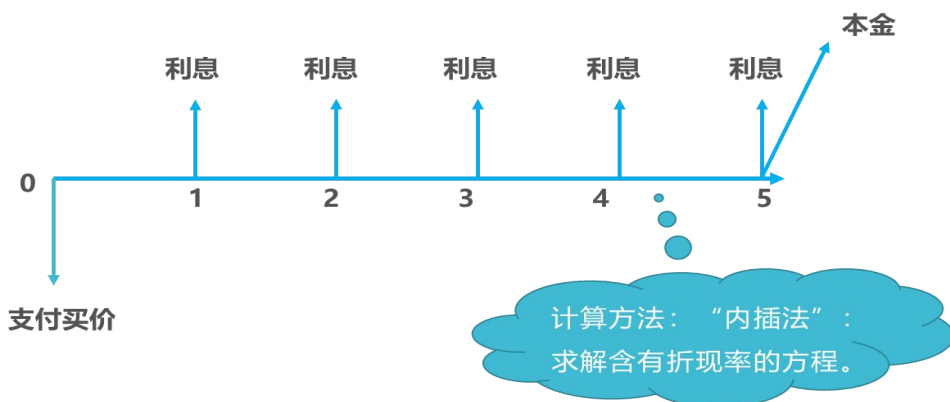 本金
利息 利息 利息 利息 利息
0
1 2 3 4 5
支付买价
计算方法：“内插法”：
求解含有折现率的方程。